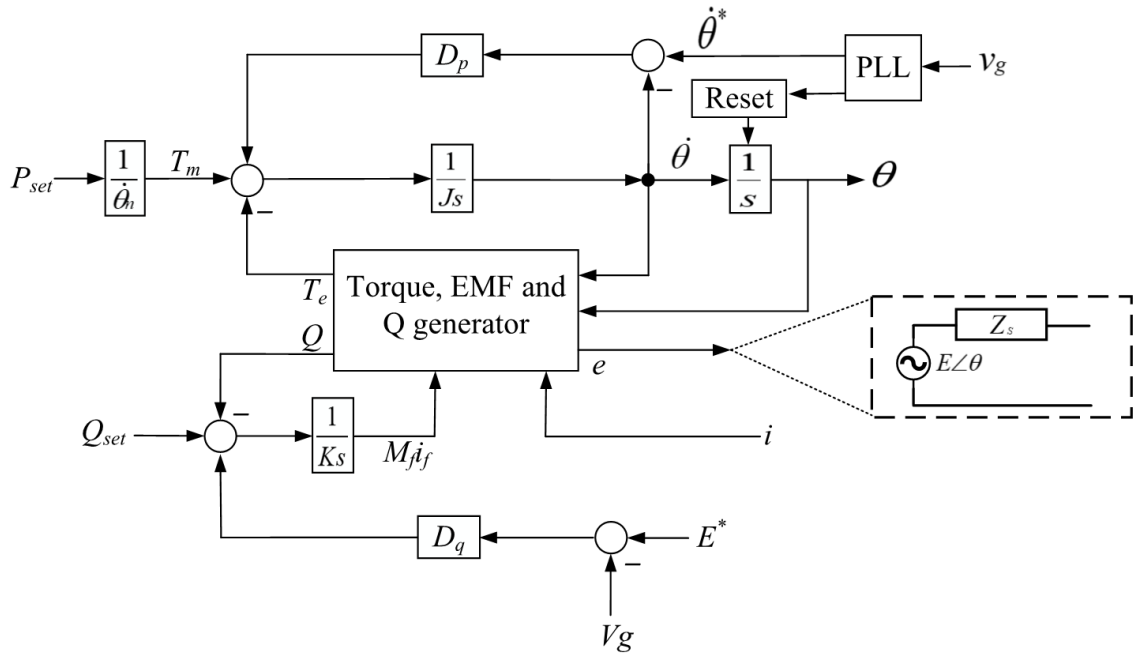 θ̇*
D_p
PLL
v_g
Reset
P_set
1/θ̇_n
T_m
1/Js
θ̇
1/s
θ
T_e
Torque, EMF and
Q generator
Q
e
Z_s
E∠θ
Q_set
1/Ks
M_f i_f
i
D_q
E*
Vg